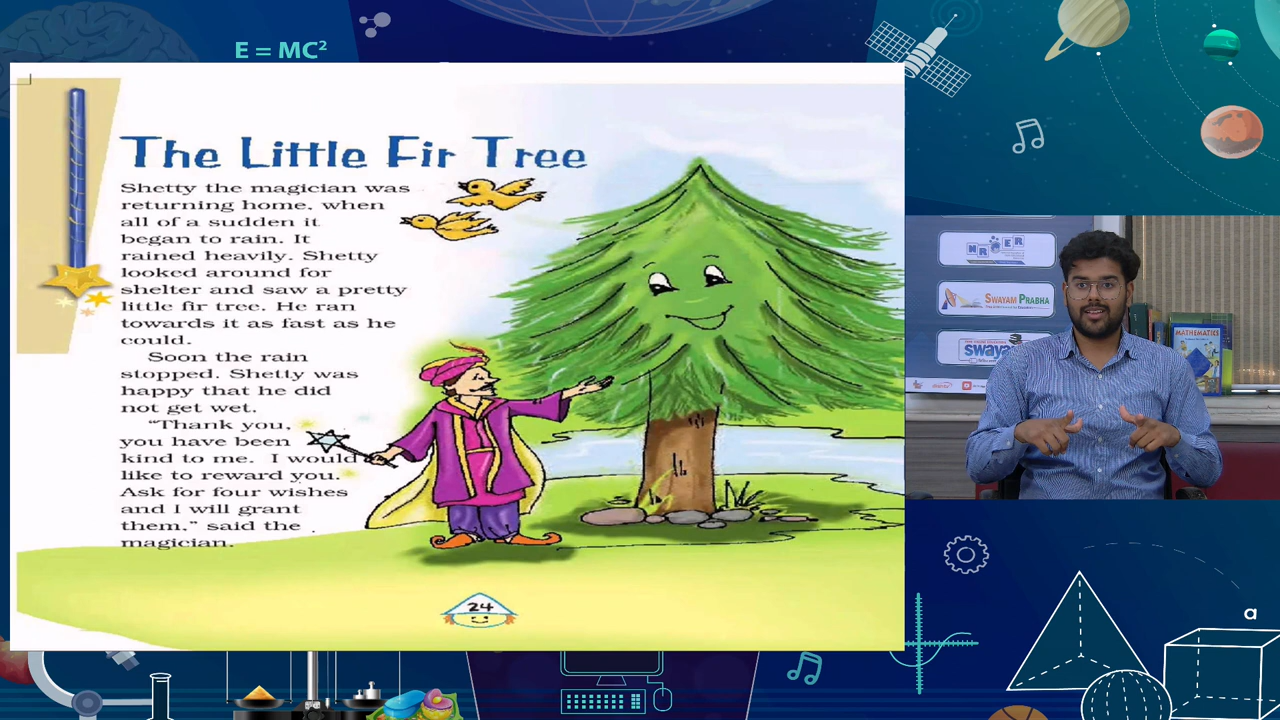 E = MC²
The Little Fir Tree
Shetty the magician was
returning home, when
all of a sudden it
began to rain. It
rained heavily. Shetty
looked around for
shelter and saw a pretty
little fir tree. He ran
towards it as fast as he
could.
Soon the rain
stopped. Shetty was
happy that he did
not get wet.
"Thank you,
you have been
kind to me. I would
like to reward you.
Ask for four wishes
and I will grant
them," said the
magician.
24
NROER
SWAYAM PRABHA
swayam
MATHEMATICS
a